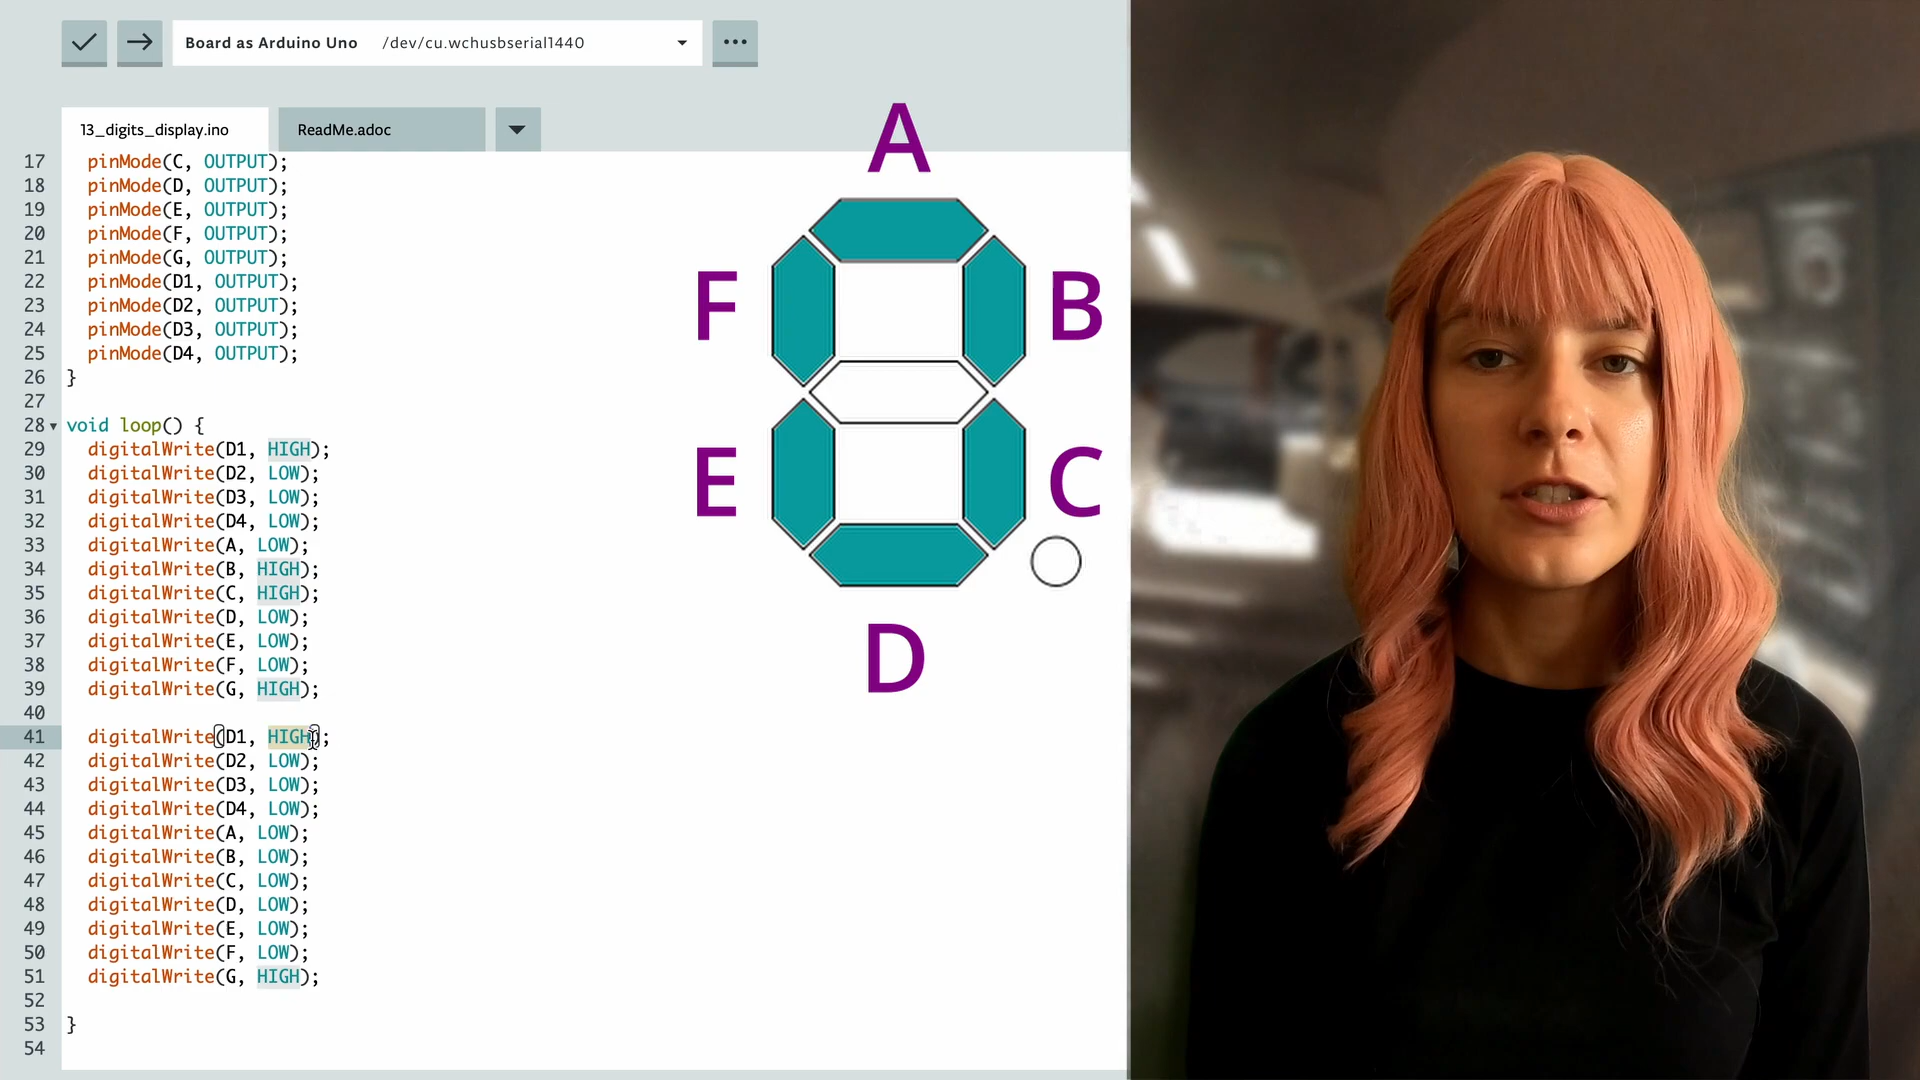 Board as Arduino Uno /dev/cu.wchusbserial1440
13_digits_display.ino ReadMe.adoc
17 pinMode(C, OUTPUT);
18 pinMode(D, OUTPUT);
19 pinMode(E, OUTPUT);
20 pinMode(F, OUTPUT);
21 pinMode(G, OUTPUT);
22 pinMode(D1, OUTPUT);
23 pinMode(D2, OUTPUT);
24 pinMode(D3, OUTPUT);
25 pinMode(D4, OUTPUT);
26 }
27
28 void loop() {
29 digitalWrite(D1, HIGH);
30 digitalWrite(D2, LOW);
31 digitalWrite(D3, LOW);
32 digitalWrite(D4, LOW);
33 digitalWrite(A, LOW);
34 digitalWrite(B, HIGH);
35 digitalWrite(C, HIGH);
36 digitalWrite(D, LOW);
37 digitalWrite(E, LOW);
38 digitalWrite(F, LOW);
39 digitalWrite(G, HIGH);
40
41 digitalWrite(D1, HIGH);
42 digitalWrite(D2, LOW);
43 digitalWrite(D3, LOW);
44 digitalWrite(D4, LOW);
45 digitalWrite(A, LOW);
46 digitalWrite(B, LOW);
47 digitalWrite(C, LOW);
48 digitalWrite(D, LOW);
49 digitalWrite(E, LOW);
50 digitalWrite(F, LOW);
51 digitalWrite(G, HIGH);
52
53 }
54
A
F B
E C
D